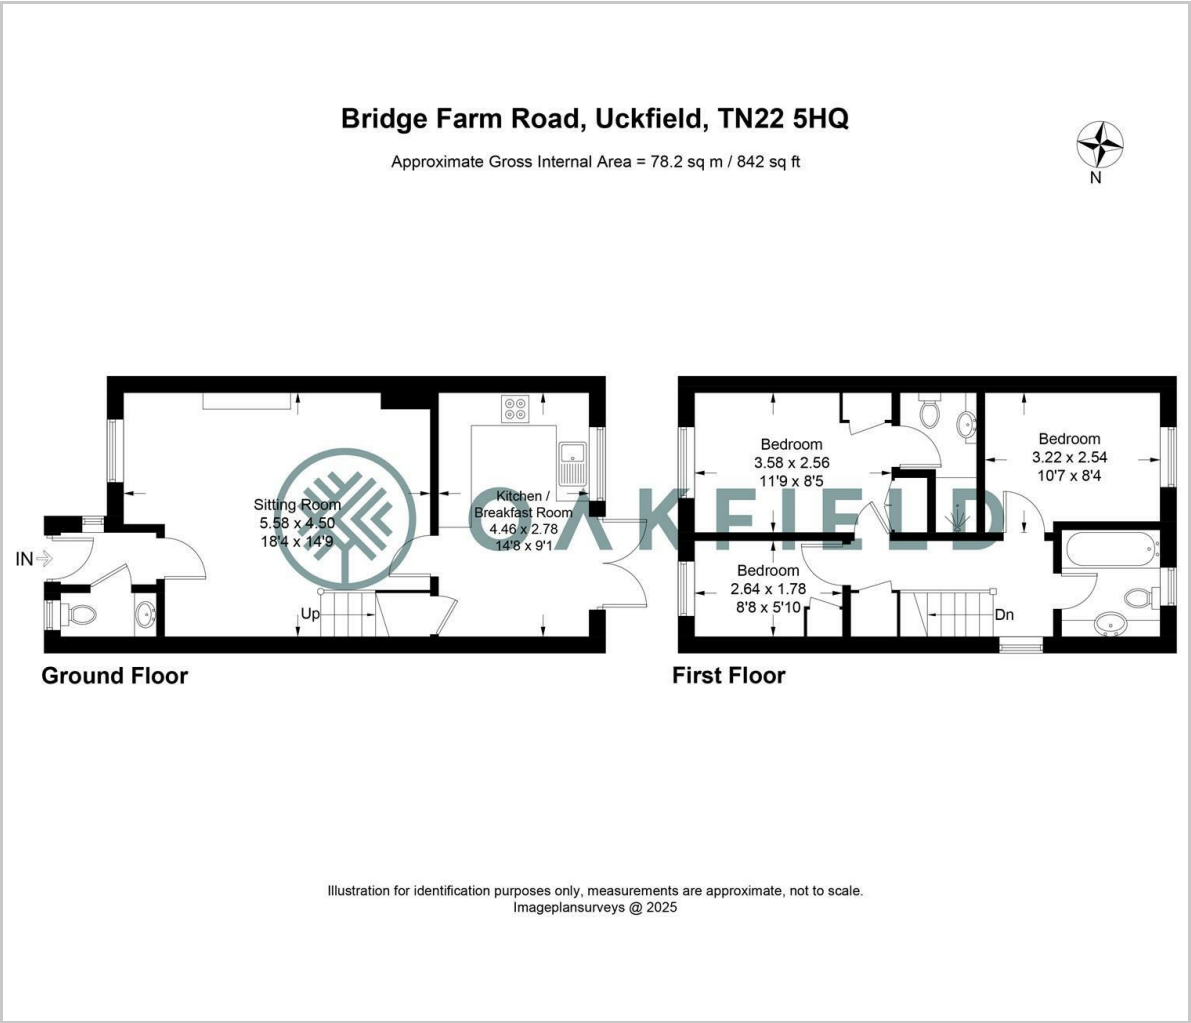 Bridge Farm Road, Uckfield, TN22 5HQ
Approximate Gross Internal Area = 78.2 sq m / 842 sq ft
N
Sitting Room
5.58 x 4.50
18'4 x 14'9
Kitchen /
Breakfast Room
4.46 x 2.78
14'8 x 9'1
IN
Up
Ground Floor
Bedroom
3.58 x 2.56
11'9 x 8'5
Bedroom
3.22 x 2.54
10'7 x 8'4
Bedroom
2.64 x 1.78
8'8 x 5'10
Dn
First Floor
OAKFIELD
Illustration for identification purposes only, measurements are approximate, not to scale.
Imageplansurveys @ 2025